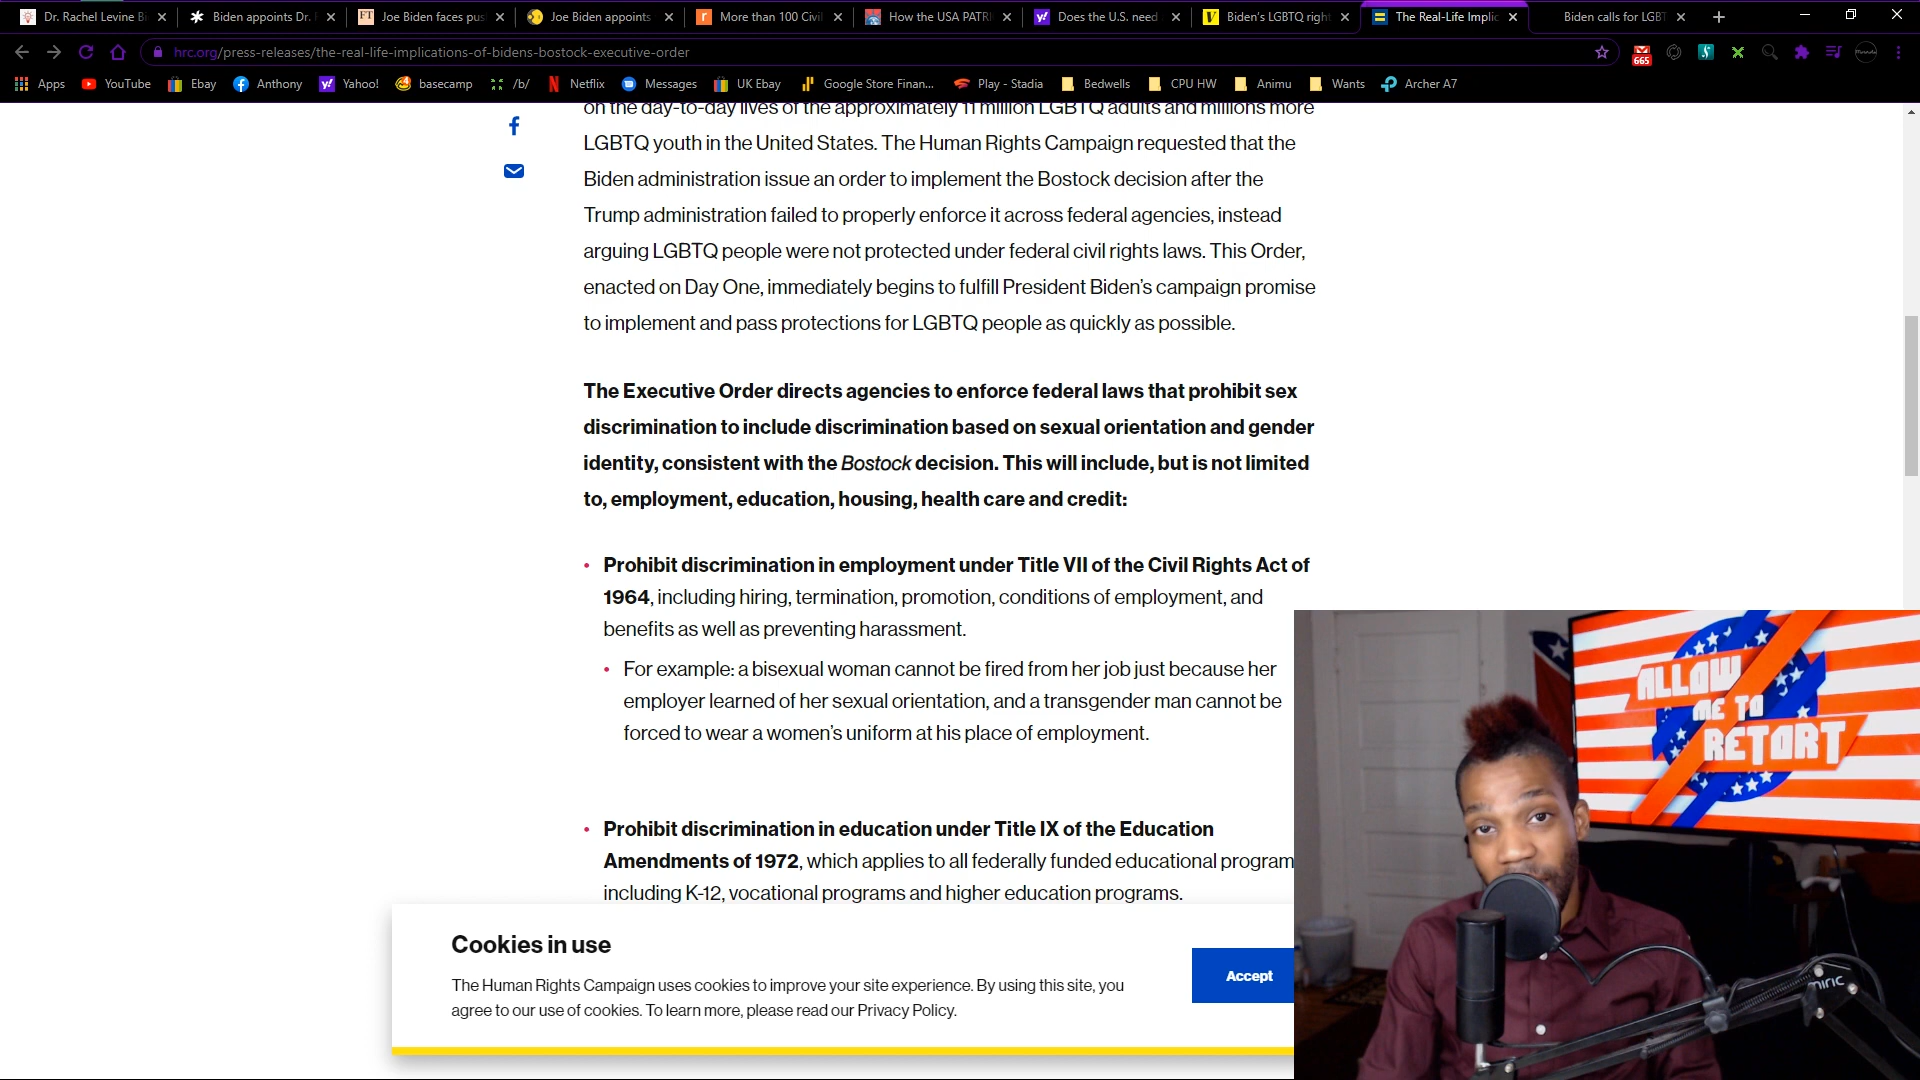 Dr. Rachel Levine Bi
Biden appoints Dr.
Joe Biden faces pus
Joe Biden appoints
More than 100 Civil
How the USA PATRI
Does the U.S. need
Biden's LGBTQ right
The Real-Life Implic
Biden calls for LGBT
hrc.org/press-releases/the-real-life-implications-of-bidens-bostock-executive-order
665
Apps
YouTube
Ebay
Anthony
Yahoo!
basecamp
/b/
Netflix
Messages
UK Ebay
Google Store Finan...
Play - Stadia
Bedwells
CPU HW
Animu
Wants
Archer A7
on the day-to-day lives of the approximately 11 million LGBTQ adults and millions more
LGBTQ youth in the United States. The Human Rights Campaign requested that the
Biden administration issue an order to implement the Bostock decision after the
Trump administration failed to properly enforce it across federal agencies, instead
arguing LGBTQ people were not protected under federal civil rights laws. This Order,
enacted on Day One, immediately begins to fulfill President Biden's campaign promise
to implement and pass protections for LGBTQ people as quickly as possible.
The Executive Order directs agencies to enforce federal laws that prohibit sex
discrimination to include discrimination based on sexual orientation and gender
identity, consistent with the Bostock decision. This will include, but is not limited
to, employment, education, housing, health care and credit:
• Prohibit discrimination in employment under Title VII of the Civil Rights Act of
1964, including hiring, termination, promotion, conditions of employment, and
benefits as well as preventing harassment.
• For example: a bisexual woman cannot be fired from her job just because her
employer learned of her sexual orientation, and a transgender man cannot be
forced to wear a women's uniform at his place of employment.
• Prohibit discrimination in education under Title IX of the Education
Amendments of 1972, which applies to all federally funded educational program
including K-12, vocational programs and higher education programs.
Cookies in use
The Human Rights Campaign uses cookies to improve your site experience. By using this site, you
agree to our use of cookies. To learn more, please read our Privacy Policy.
Accept
ALLOW
ME TO
RETORT